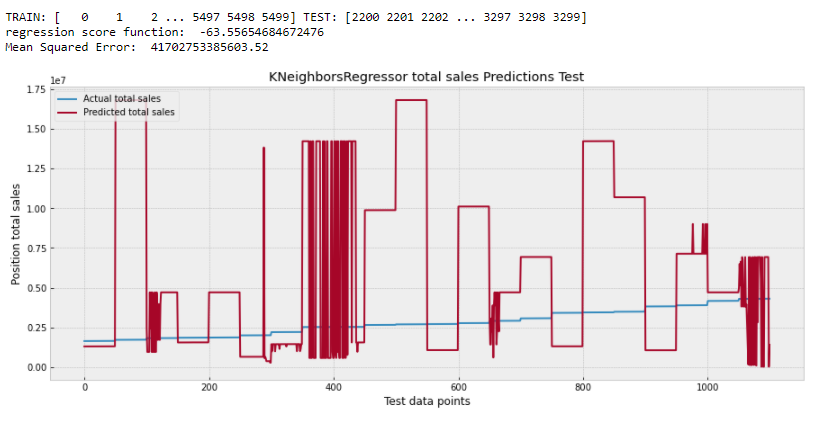 TRAIN: [   0    1    2 ... 5497 5498 5499] TEST: [2200 2201 2202 ... 3297 3298 3299]
regression score function:  -63.55654684672476
Mean Squared Error:  41702753385603.52
KNeighborsRegressor total sales Predictions Test
1e7
Actual total sales
Predicted total sales
1.75
1.50
1.25
1.00
0.75
0.50
0.25
0.00
Position total sales
0 200 400 600 800 1000
Test data points